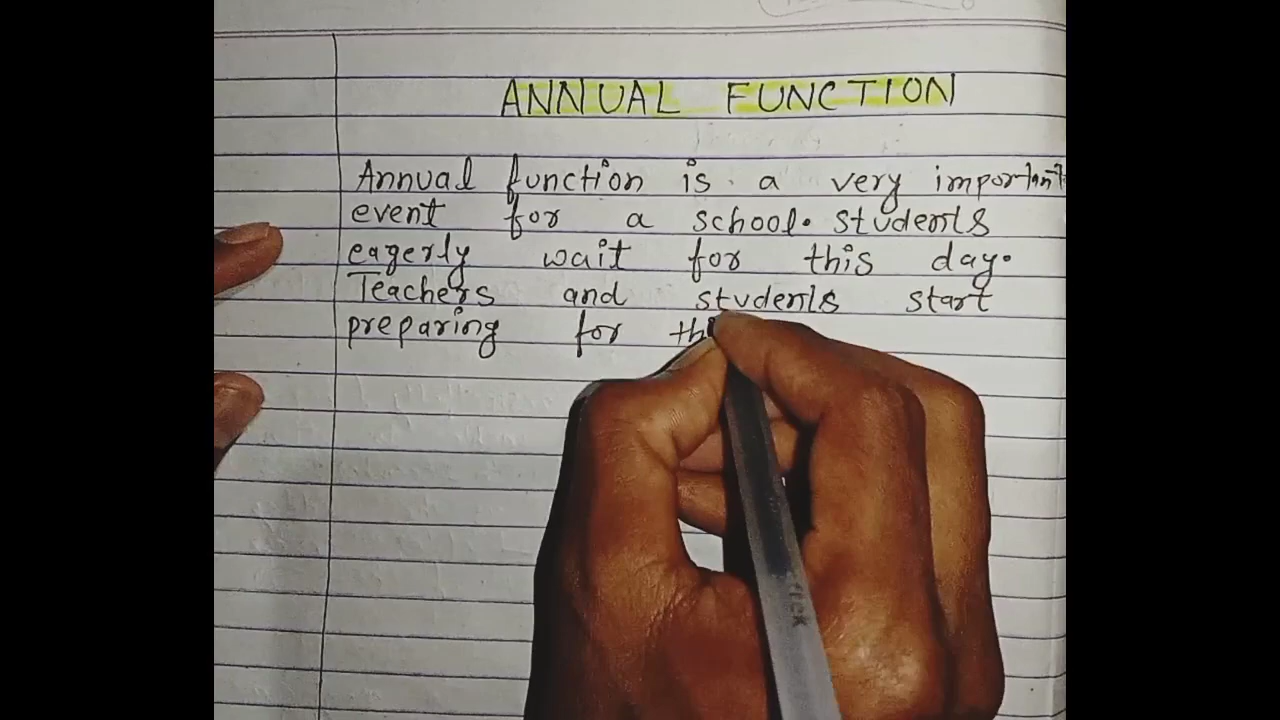 ANNUAL FUNCTION
Annual function is a very important
event for a school. students
eagerly wait for this day.
Teachers and students start
preparing for